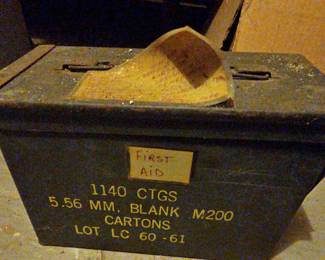 FIRST
AID
1140 CTGS
5.56 MM. BLANK M200
CARTONS
LOT LC 60-61